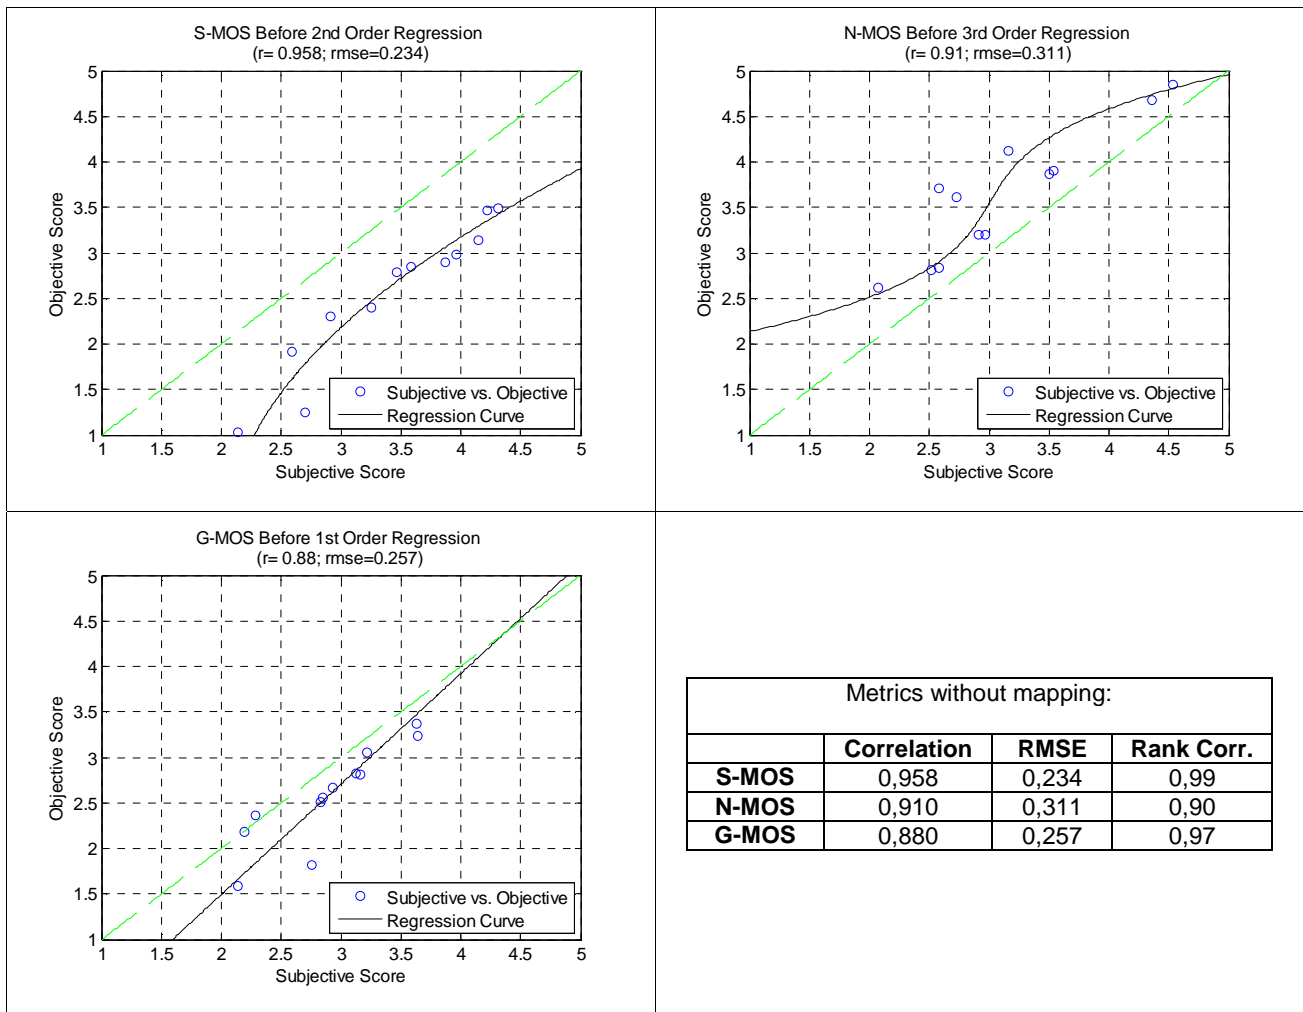 S-MOS Before 2nd Order Regression
(r= 0.958; rmse=0.234)
5
4.5
4
3.5
3
2.5
2
1.5
1
Objective Score
Subjective vs. Objective
Regression Curve
1 1.5 2 2.5 3 3.5 4 4.5 5
Subjective Score
N-MOS Before 3rd Order Regression
(r= 0.91; rmse=0.311)
5
4.5
4
3.5
3
2.5
2
1.5
1
Objective Score
Subjective vs. Objective
Regression Curve
1 1.5 2 2.5 3 3.5 4 4.5 5
Subjective Score
G-MOS Before 1st Order Regression
(r= 0.88; rmse=0.257)
5
4.5
4
3.5
3
2.5
2
1.5
1
Objective Score
Subjective vs. Objective
Regression Curve
1 1.5 2 2.5 3 3.5 4 4.5 5
Subjective Score
Metrics without mapping:
Correlation RMSE Rank Corr.
S-MOS 0,958 0,234 0,99
N-MOS 0,910 0,311 0,90
G-MOS 0,880 0,257 0,97